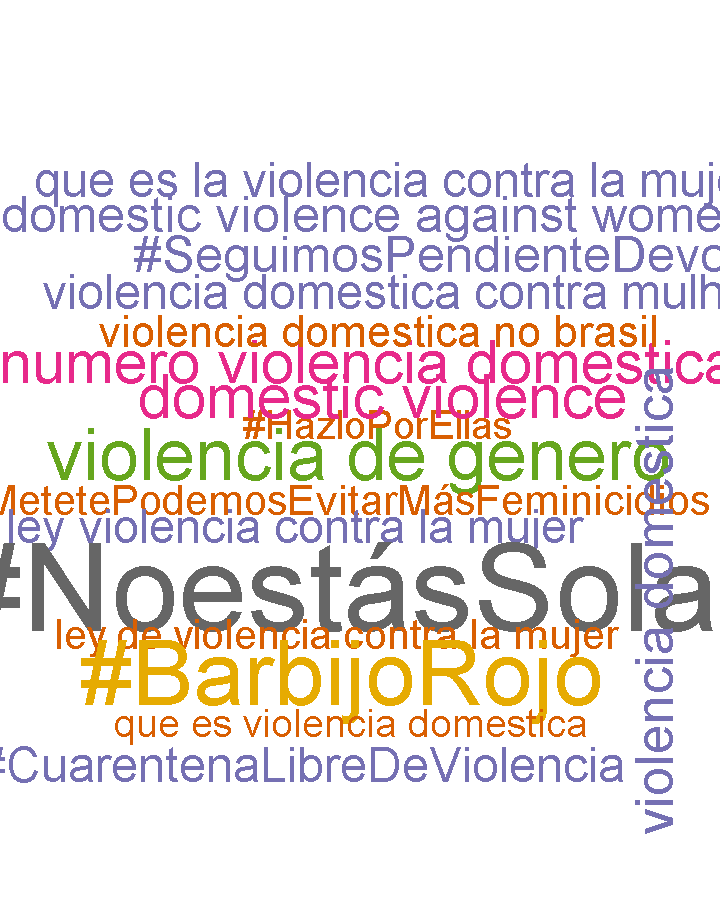 que es la violencia contra la muje
domestic violence against wome
#SeguimosPendienteDevo
violencia domestica contra mulh
violencia domestica no brasil
numero violencia domestica
domestic violence
#HazloPorEllas
violencia de genero
MetetePodemosEvitarMásFeminicidios
ley violencia contra la mujer
#NoestásSola
ley de violencia contra la mujer
#BarbijoRojo
que es violencia domestica
#CuarentenaLibreDeViolencia
violencia domestica